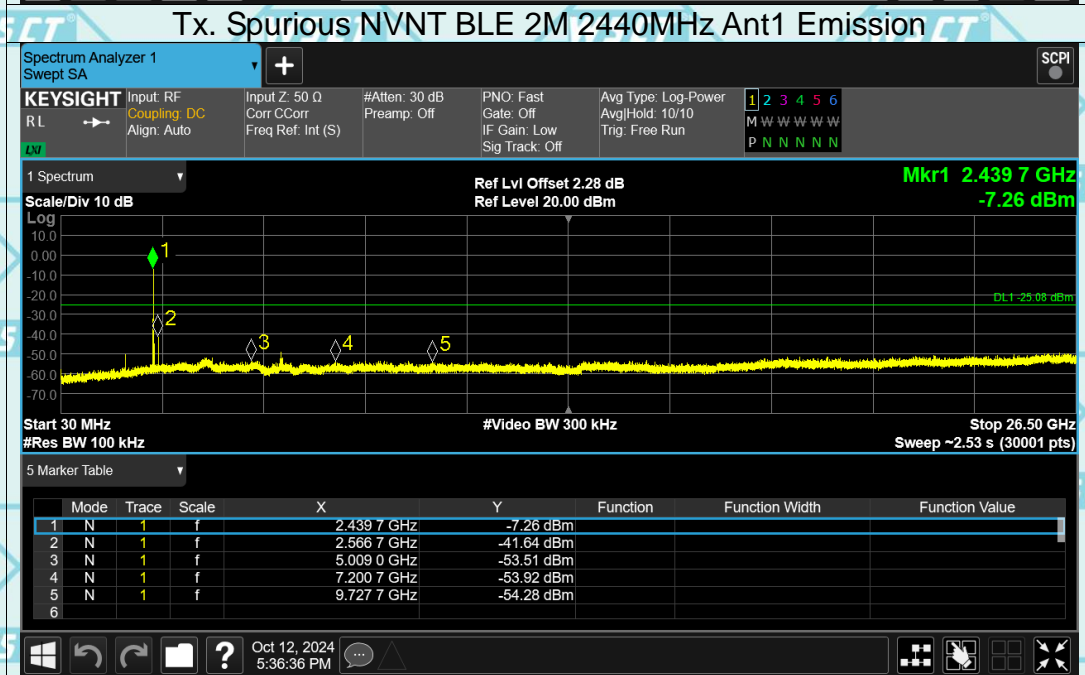 Tx. Spurious NVNT BLE 2M 2440MHz Ant1 Emission
Spectrum Analyzer 1
Swept SA
+
SCPI
KEYSIGHT
RL
LXI
Input: RF
Coupling: DC
Align: Auto
Input Z: 50 Ω
Corr CCorr
Freq Ref: Int (S)
#Atten: 30 dB
Preamp: Off
PNO: Fast
Gate: Off
IF Gain: Low
Sig Track: Off
Avg Type: Log-Power
Avg|Hold: 10/10
Trig: Free Run
1 2 3 4 5 6
M W W W W W
P N N N N N
1 Spectrum
Scale/Div 10 dB
Ref Lvl Offset 2.28 dB
Ref Level 20.00 dBm
Mkr1 2.439 7 GHz
-7.26 dBm
Log
10.0
0.00
-10.0
-20.0
-30.0
-40.0
-50.0
-60.0
-70.0
1
2
3
4
5
DL1 -25.08 dBm
Start 30 MHz
#Res BW 100 kHz
#Video BW 300 kHz
Stop 26.50 GHz
Sweep ~2.53 s (30001 pts)
5 Marker Table
Mode Trace Scale X Y Function Function Width Function Value
1 N 1 f 2.439 7 GHz -7.26 dBm
2 N 1 f 2.566 7 GHz -41.64 dBm
3 N 1 f 5.009 0 GHz -53.51 dBm
4 N 1 f 7.200 7 GHz -53.92 dBm
5 N 1 f 9.727 7 GHz -54.28 dBm
6
?
Oct 12, 2024
5:36:36 PM